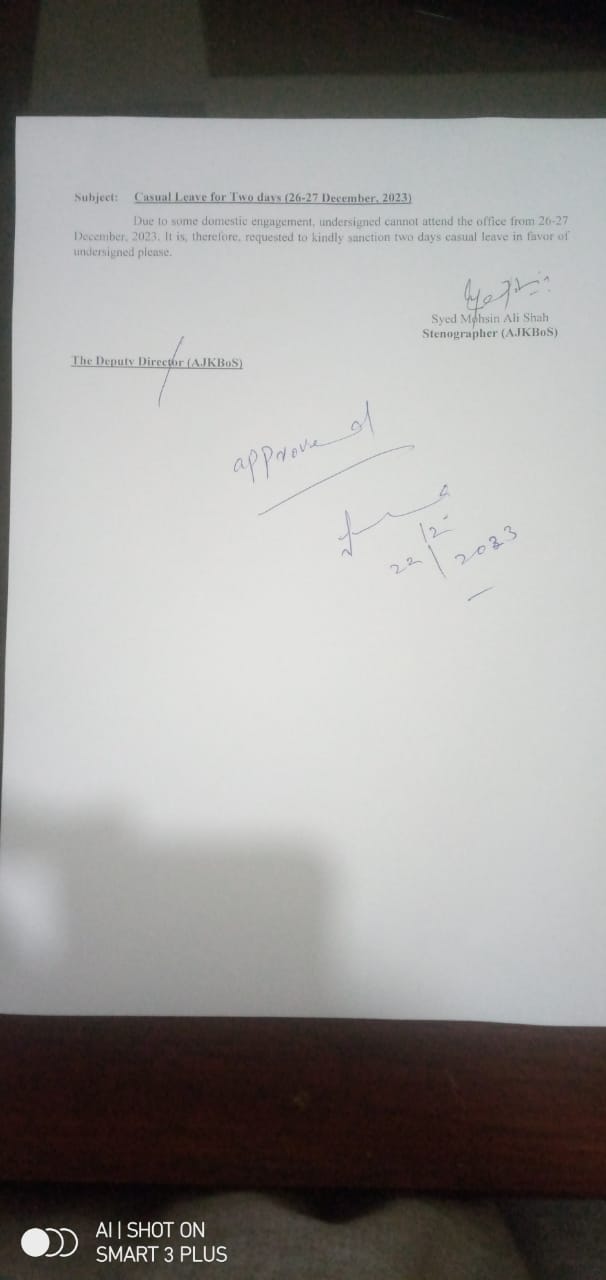 Subject: Casual Leave for Two days (26-27 December, 2023)
Due to some domestic engagement, undersigned cannot attend the office from 26-27
December, 2023. It is, therefore, requested to kindly sanction two days casual leave in favor of
undersigned please.
Syed Mohsin Ali Shah
Stenographer (AJKBoS)
The Deputy Director (AJKBoS)
approved
22/12/2023
AI | SHOT ON
SMART 3 PLUS